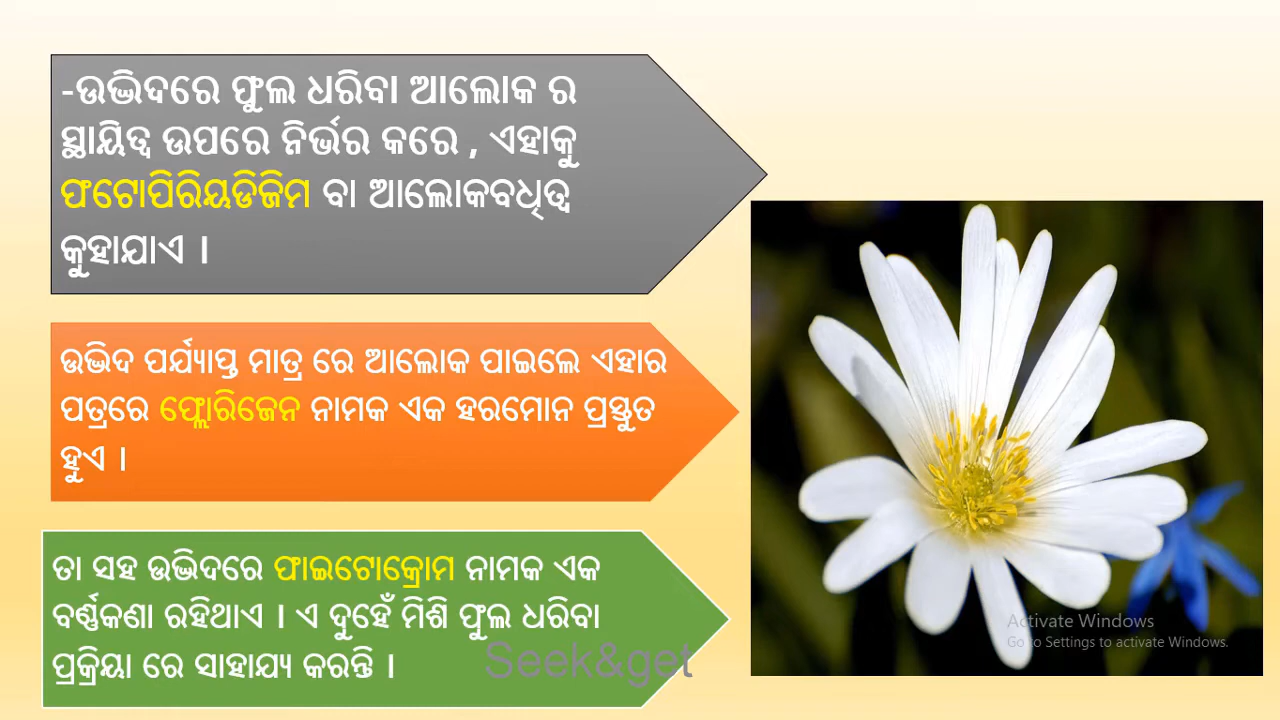 -ଉଦ୍ଭିଦରେ ଫୁଲ ଧରିବା ଆଲୋକ ର
ସ୍ଥାୟିତ୍ୱ ଉପରେ ନିର୍ଭର କରେ , ଏହାକୁ
ଫଟୋପିରିୟଡିଜିମ ବା ଆଲୋକବଧିତ୍ୱ
କୁହାଯାଏ ।
ଉଦ୍ଭିଦ ପର୍ଯ୍ୟାପ୍ତ ମାତ୍ର ରେ ଆଲୋକ ପାଇଲେ ଏହାର
ପତ୍ରରେ ଫ୍ଲୋରିଜେନ ନାମକ ଏକ ହରମୋନ ପ୍ରସ୍ତୁତ
ହୁଏ ।
ତା ସହ ଉଦ୍ଭିଦରେ ଫାଇଟୋକ୍ରୋମ ନାମକ ଏକ
ବର୍ଣ୍ଣକଣା ରହିଥାଏ । ଏ ଦୁହେଁ ମିଶି ଫୁଲ ଧରିବା
ପ୍ରକ୍ରିୟା ରେ ସାହାଯ୍ୟ କରନ୍ତି ।
Seek&get
Activate Windows
Go to Settings to activate Windows.